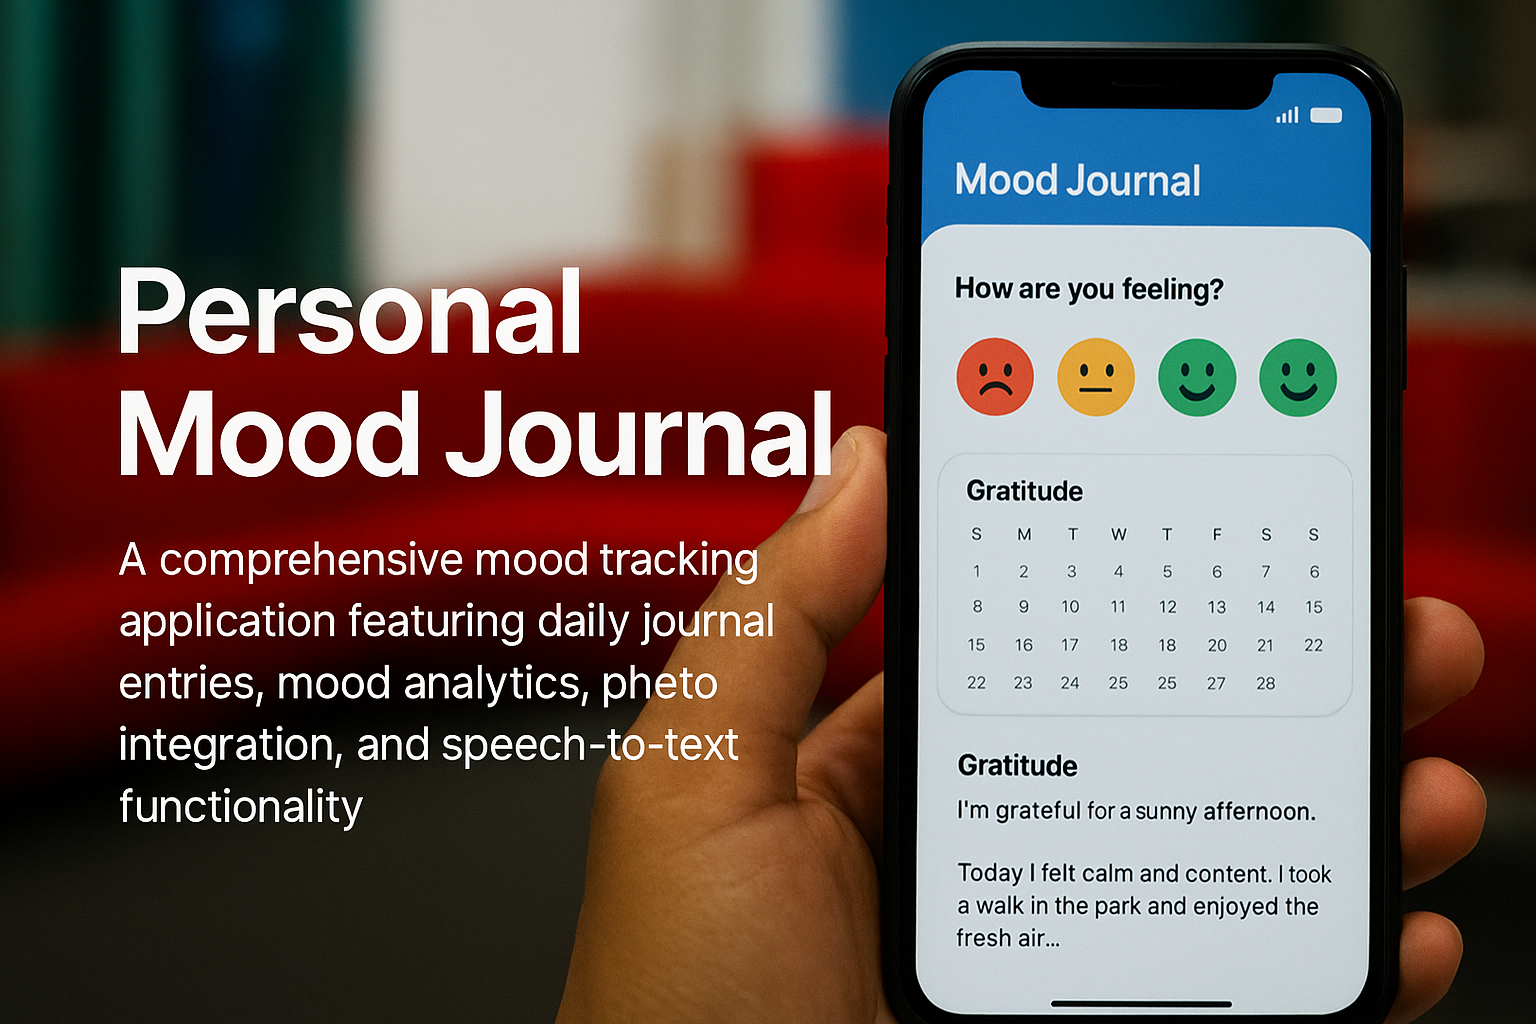 Personal
Mood Journal
A comprehensive mood tracking
application featuring daily journal
entries, mood analytics, pheto
integration, and speech-to-text
functionality
Mood Journal
How are you feeling?
Gratitude
S M T W T F S S
1 2 3 4 5 6 7 6
8 9 10 11 12 13 14 15
15 16 17 18 18 20 21 22
22 23 24 25 25 27 28
Gratitude
I'm grateful for a sunny affernoon.
Today I felt calm and content. I took
a walk in the park and enjoyed the
fresh air...